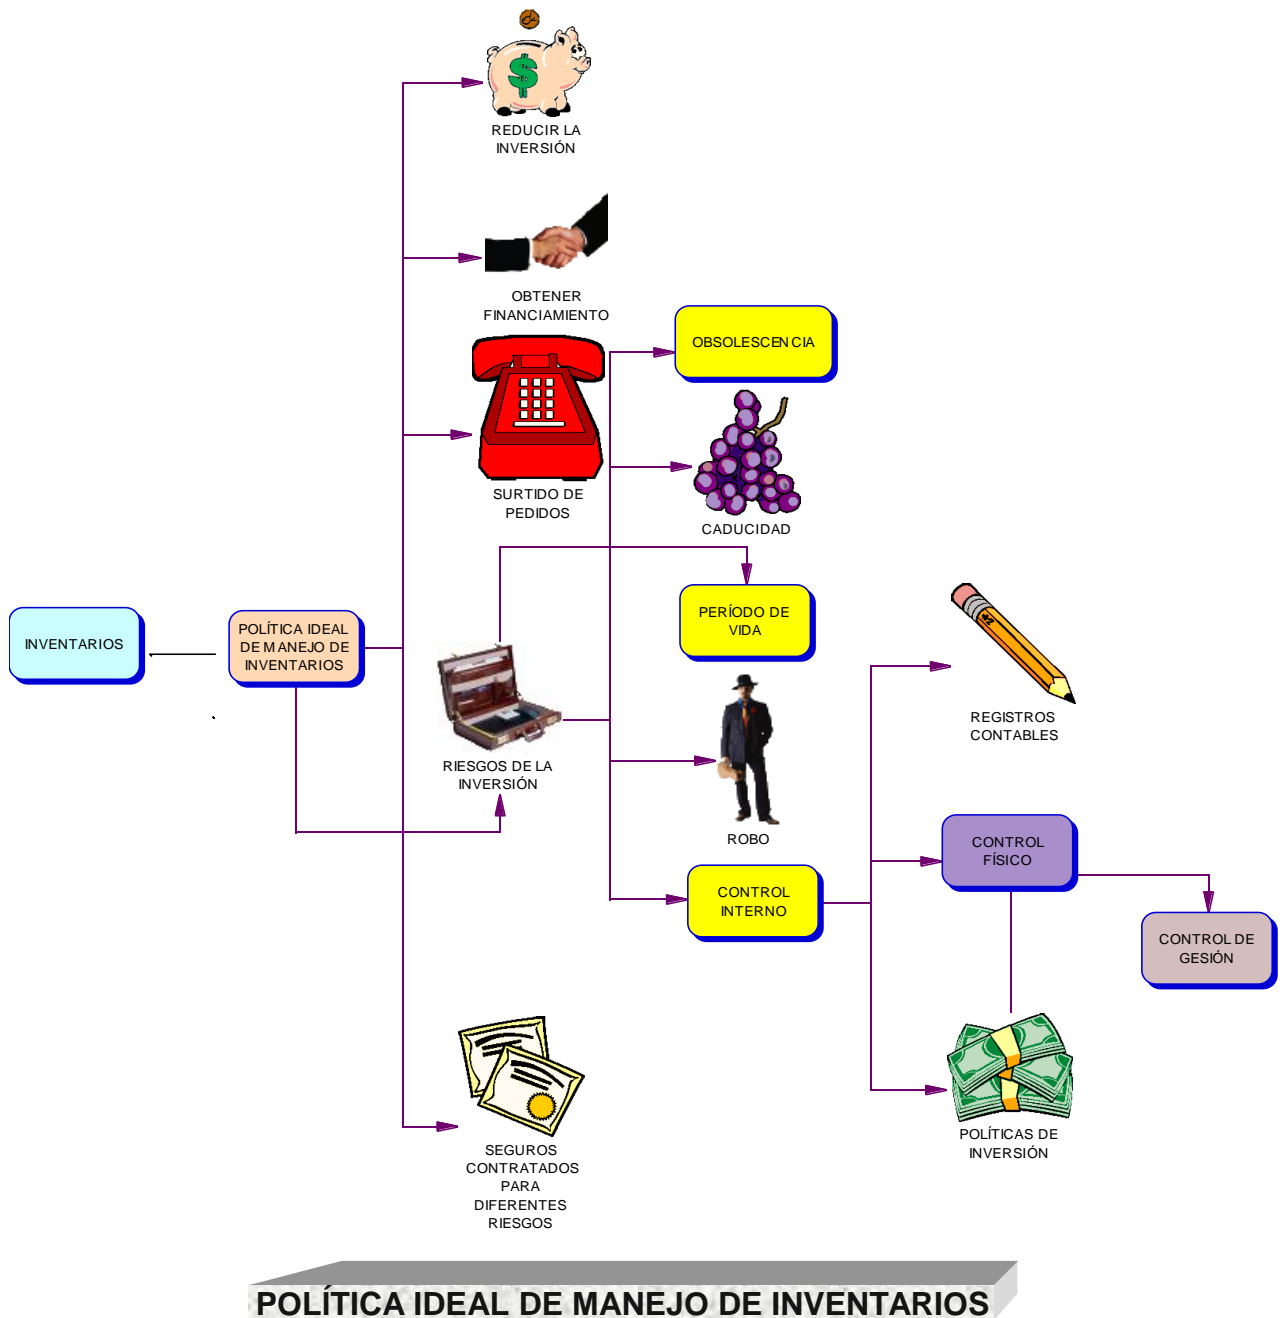 REDUCIR LA
INVERSIÓN
OBTENER
FINANCIAMIENTO
OBSOLESCENCIA
SURTIDO DE
PEDIDOS
CADUCIDAD
INVENTARIOS
POLÍTICA IDEAL
DE MANEJO DE
INVENTARIOS
PERÍODO DE
VIDA
RIESGOS DE LA
INVERSIÓN
REGISTROS
CONTABLES
ROBO
CONTROL
FÍSICO
CONTROL
INTERNO
CONTROL DE
GESIÓN
POLÍTICAS DE
INVERSIÓN
SEGUROS
CONTRATADOS
PARA
DIFERENTES
RIESGOS
POLÍTICA IDEAL DE MANEJO DE INVENTARIOS